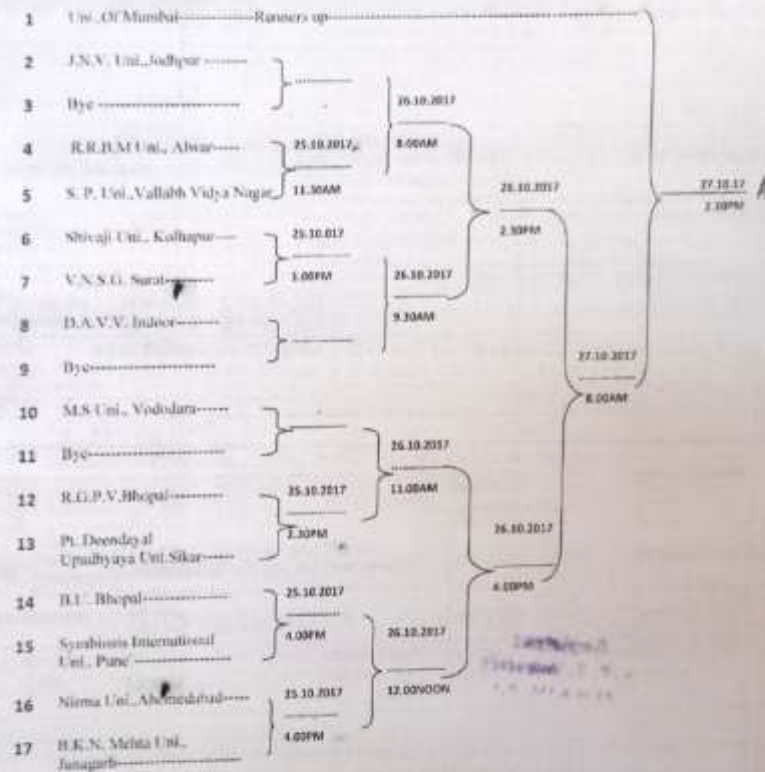 1 Uni. Of Mumbai-----------Runners up-----------
2 J.N.V. Uni.,Jodhpur --------
26.10.2017
3 Bye -----------------------
8.00AM
4 R.R.B.M Uni., Alwar-----
25.10.2017
26.10.2017
27.10.17
5 S. P. Uni.,Vallabh Vidya Nagar
11.30AM
2.30PM
2.30PM
6 Shivaji Uni., Kolhapur----
25.10.017
7 V.N.S.G. Surat--------
1.00PM
26.10.2017
8 D.A.V.V. Indoor-------
9.30AM
27.10.2017
9 Bye-----------------
8.00AM
10 M.S Uni., Vododara------
26.10.2017
11 Bye-----------------
11.00AM
12 R.G.P.V.Bhopal----------
25.10.2017
26.10.2017
13 Pt. Deendayal
Upadhyaya Uni.Sikar------
2.30PM
4.00PM
14 B.U. Bhopal-------------
25.10.2017
15 Symbiosis International
Uni., Pune ---------------
4.00PM
26.10.2017
16 Nirma Uni.,Ahemedabad-----
25.10.2017
12.00NOON
17 B.K.N. Mehta Uni.,
Junagarh----------------
4.00PM